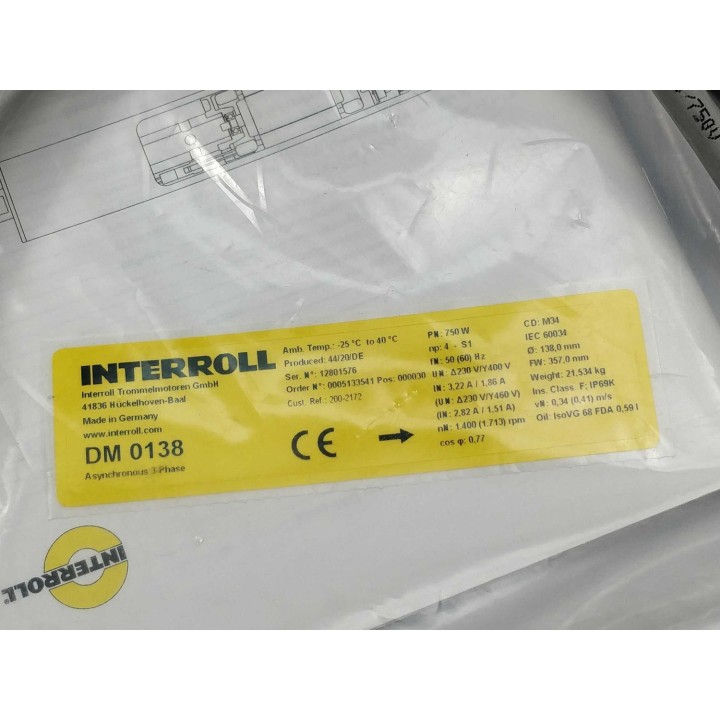 /750V
INTERROLL
Interroll Trommelmotoren GmbH
41836 Hückelhoven-Baal
Made in Germany
www.interroll.com
DM 0138
Asynchronous 3-Phase
Amb. Temp.: -25 °C to 40 °C
Produced: 44/20/DE
Ser. N°: 12801576
Order N°: 0005133541 Pos: 000030
Cust. Ref.: 200-2172
CE
PN: 750 W
np: 4 - S1
fN: 50 (60) Hz
UN: Δ230 V/Y400 V
IN: 3,22 A / 1,86 A
(UN: Δ230 V/Y460 V)
(IN: 2.82 A / 1,51 A)
nN: 1.400 (1.713) rpm
cos φ: 0,77
CD: M34
IEC 60034
Ø: 138,0 mm
FW: 357,0 mm
Weight: 21,534 kg
Ins. Class: F; IP69K
vN: 0,34 (0,41) m/s
Oil: IsoVG 68 FDA 0,59 l
INTERROLL